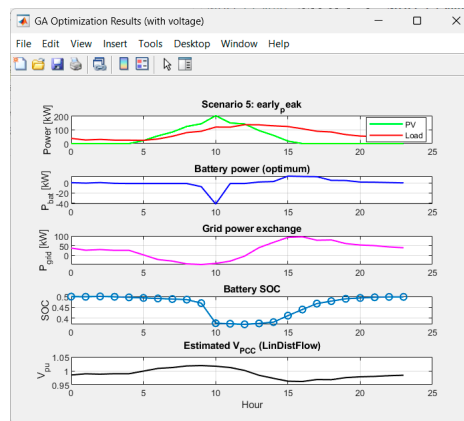 GA Optimization Results (with voltage)
File Edit View Insert Tools Desktop Window Help
Scenario 5: early_peak
Power [kW]
200
100
0
PV
Load
0 5 10 15 20 25
Battery power (optimum)
P_bat [kW]
0
-20
-40
0 5 10 15 20 25
Grid power exchange
P_grid [kW]
100
50
0
0 5 10 15 20 25
Battery SOC
SOC
0.5
0.45
0.4
0 5 10 15 20 25
Estimated V_PCC (LinDistFlow)
V_pu
1.05
1
0.95
0 5 10 15 20 25
Hour